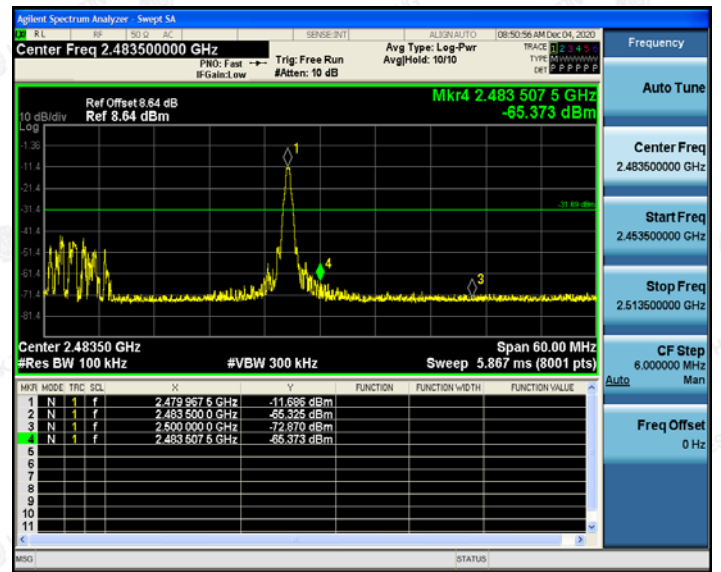 Agilent Spectrum Analyzer - Swept SA
RL RF 50 Ω AC SENSE:INT ALIGN AUTO 08:50:56 AM Dec 04, 2020
Center Freq 2.483500000 GHz
PNO: Fast
IFGain:Low
Trig: Free Run
#Atten: 10 dB
Avg Type: Log-Pwr
Avg|Hold: 10/10
TRACE 1 2 3 4 5 6
TYPE MWWWWW
DET P P P P P P
Ref Offset 8.64 dB
10 dB/div Ref 8.64 dBm
Log
Mkr4 2.483 507 5 GHz
-65.373 dBm
-1.36
-11.4
-21.4
-31.4
-41.4
-51.4
-61.4
-71.4
-81.4
1
-31.69 dBm
4
3
Center 2.48350 GHz Span 60.00 MHz
#Res BW 100 kHz #VBW 300 kHz Sweep 5.867 ms (8001 pts)
MKR MODE TRC SCL X Y FUNCTION FUNCTION WIDTH FUNCTION VALUE
1 N 1 f 2.479 967 5 GHz -11.686 dBm
2 N 1 f 2.483 500 0 GHz -65.325 dBm
3 N 1 f 2.500 000 0 GHz -72.870 dBm
4 N 1 f 2.483 507 5 GHz -65.373 dBm
5
6
7
8
9
10
11
MSG STATUS
Frequency
Auto Tune
Center Freq
2.483500000 GHz
Start Freq
2.453500000 GHz
Stop Freq
2.513500000 GHz
CF Step
6.000000 MHz
Auto Man
Freq Offset
0 Hz